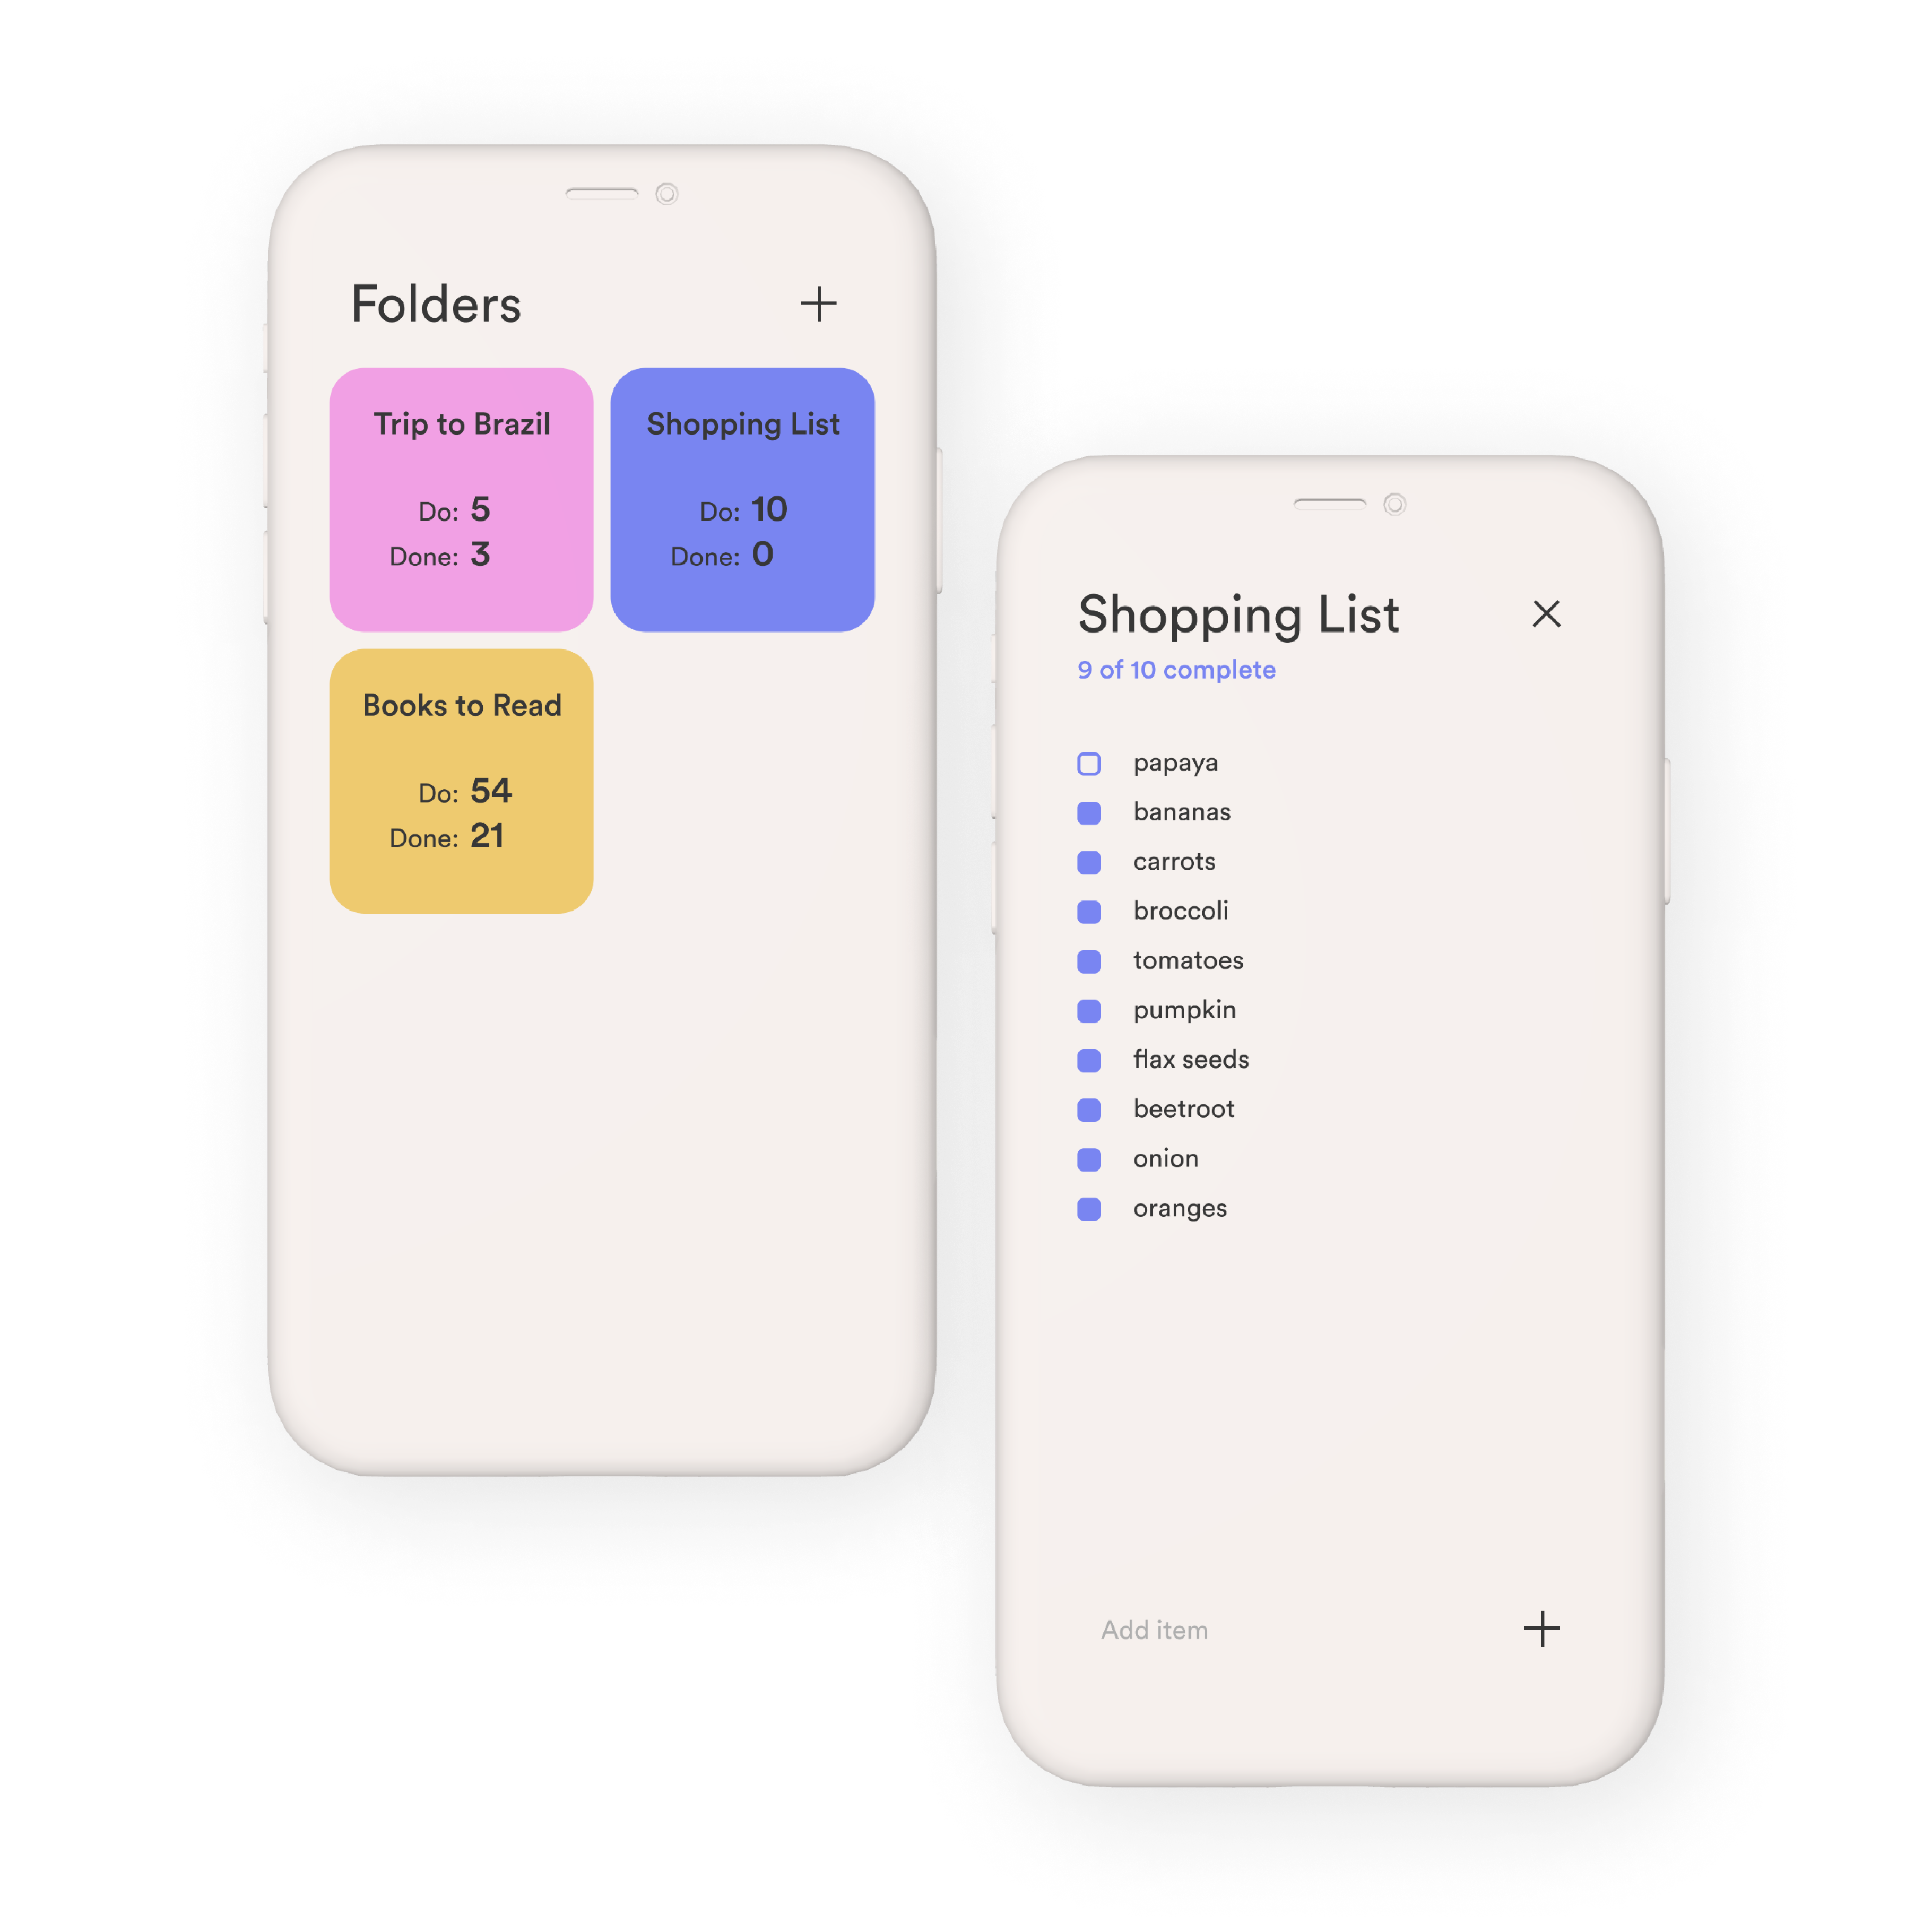 Folders
Trip to Brazil
Do: 5
Done: 3
Shopping List
Do: 10
Done: 0
Books to Read
Do: 54
Done: 21
Shopping List
9 of 10 complete
papaya
bananas
carrots
broccoli
tomatoes
pumpkin
flax seeds
beetroot
onion
oranges
Add item